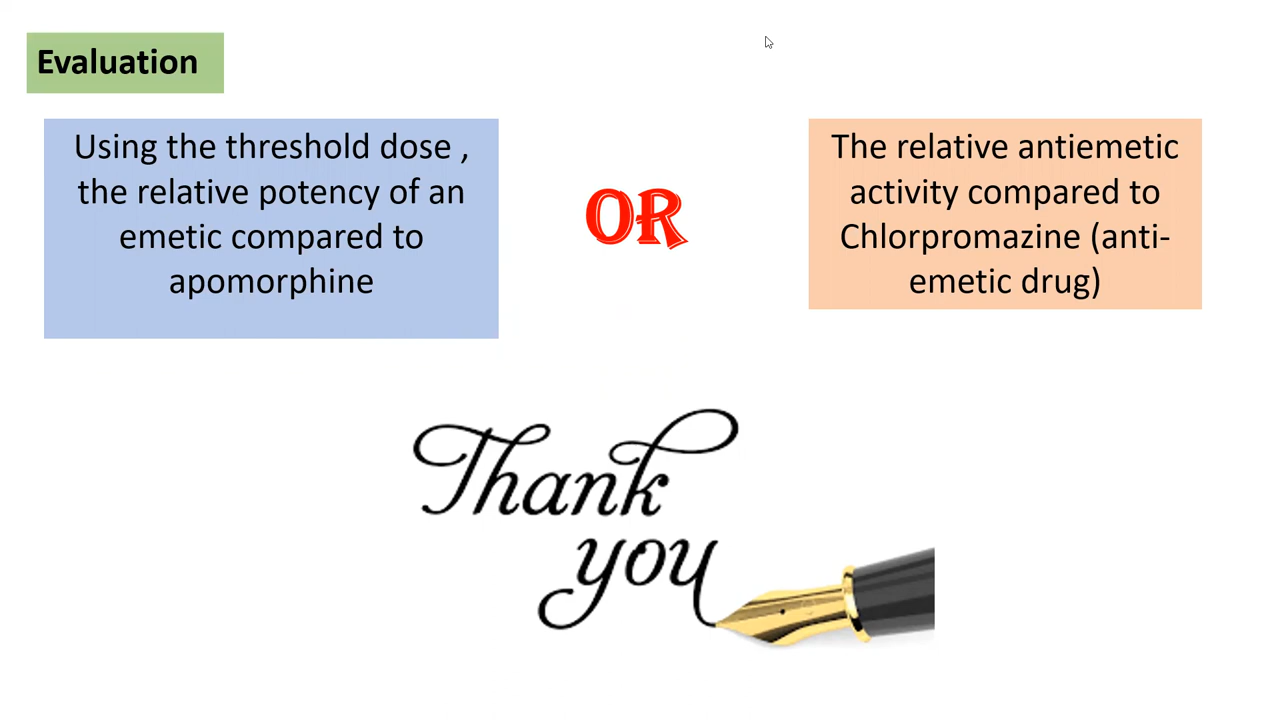 Evaluation
Using the threshold dose ,
the relative potency of an
emetic compared to
apomorphine
OR
The relative antiemetic
activity compared to
Chlorpromazine (anti-
emetic drug)
Thank
you